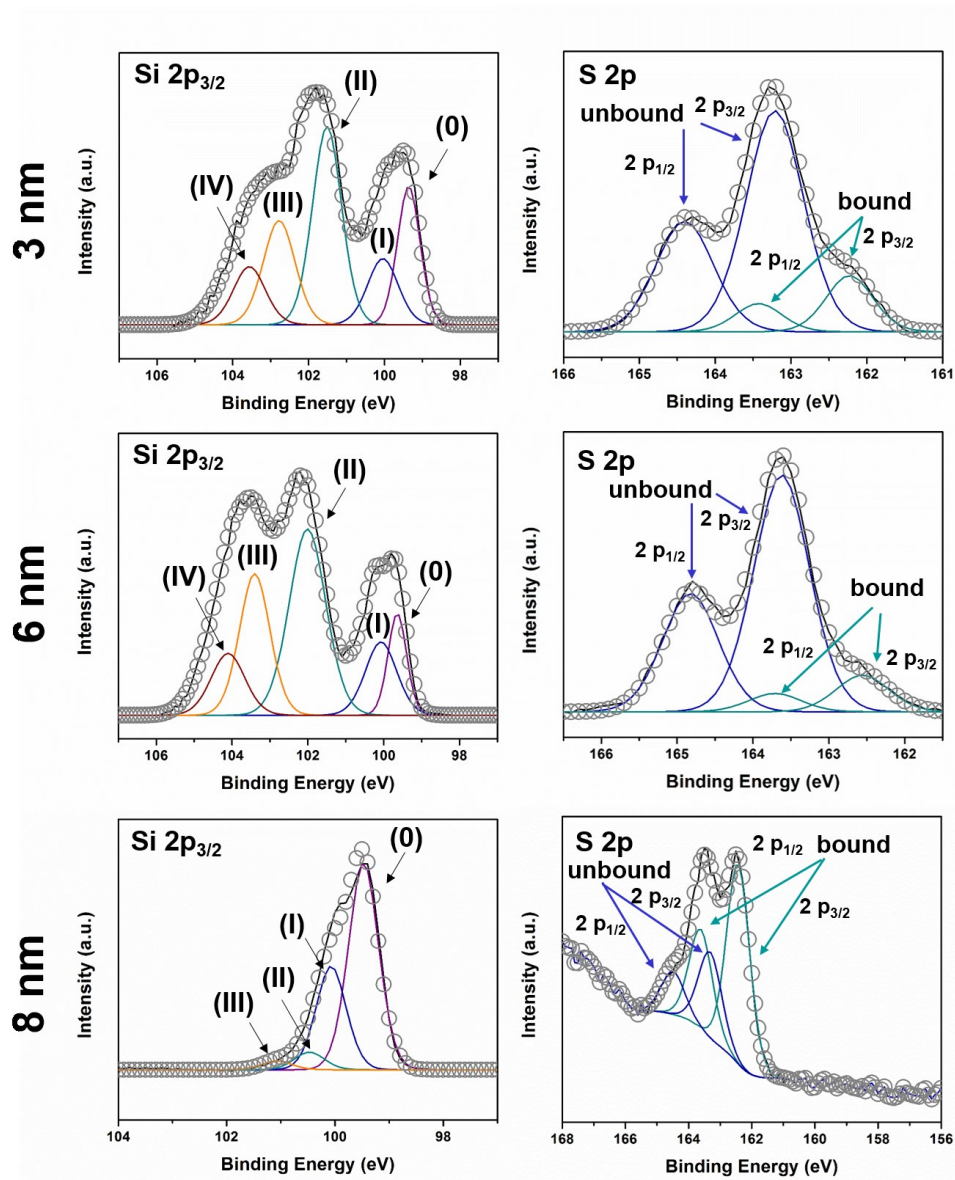 3 nm
Si 2p3/2
(IV)
(III)
(II)
(I)
(0)
Intensity (a.u.)
106 104 102 100 98
Binding Energy (eV)
S 2p
unbound
2 p3/2
2 p1/2
bound
2 p1/2
2 p3/2
Intensity (a.u.)
166 165 164 163 162 161
Binding Energy (eV)
6 nm
Si 2p3/2
(IV)
(III)
(II)
(I)
(0)
Intensity (a.u.)
106 104 102 100 98
Binding Energy (eV)
S 2p
unbound
2 p3/2
2 p1/2
bound
2 p1/2
2 p3/2
Intensity (a.u.)
166 165 164 163 162
Binding Energy (eV)
8 nm
Si 2p3/2
(III)
(II)
(I)
(0)
Intensity (a.u.)
104 102 100 98
Binding Energy (eV)
S 2p
unbound
2 p3/2
2 p1/2
2 p1/2
bound
2 p3/2
Intensity (a.u.)
168 166 164 162 160 158 156
Binding Energy (eV)